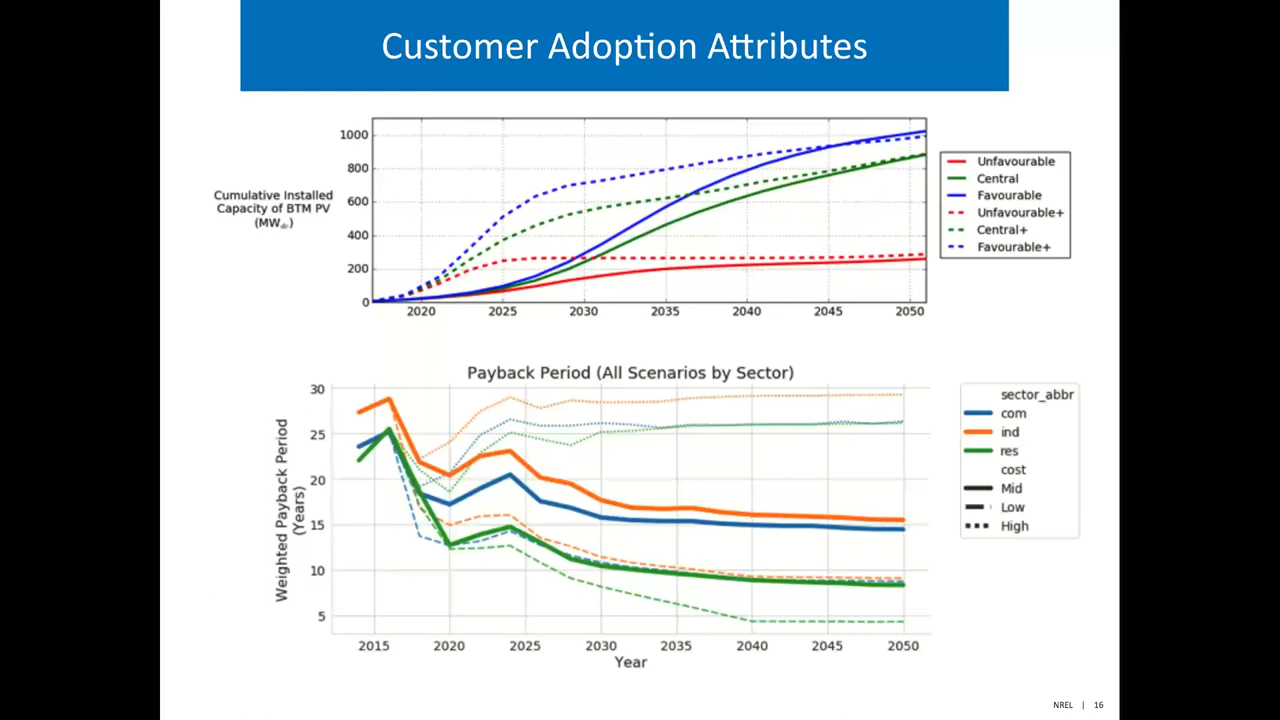 Customer Adoption Attributes
1000
800
600
400
200
0
Cumulative Installed
Capacity of BTM PV
(MWdc)
2020 2025 2030 2035 2040 2045 2050
Unfavourable
Central
Favourable
Unfavourable+
Central+
Favourable+
Payback Period (All Scenarios by Sector)
30
25
20
15
10
5
Weighted Payback Period
(Years)
2015 2020 2025 2030 2035 2040 2045 2050
Year
sector_abbr
com
ind
res
cost
Mid
Low
High
NREL | 16